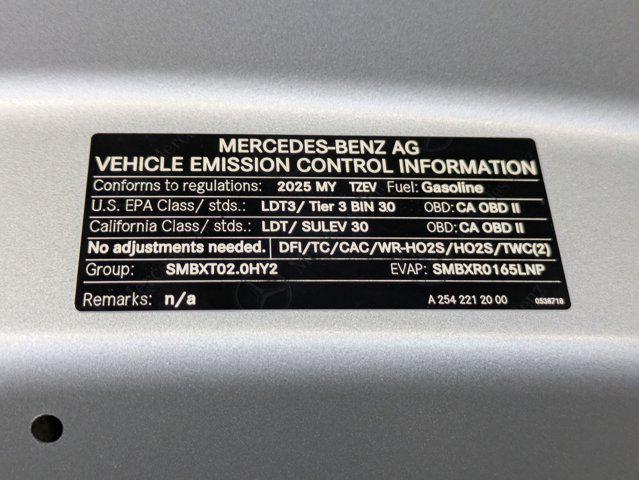 MERCEDES-BENZ AG
VEHICLE EMISSION CONTROL INFORMATION
Conforms to regulations: 2025 MY TZEV Fuel: Gasoline
U.S. EPA Class/ stds.: LDT3/ Tier 3 BIN 30 OBD: CA OBD II
California Class/ stds.: LDT/ SULEV 30 OBD: CA OBD II
No adjustments needed. DFI/TC/CAC/WR-HO2S/HO2S/TWC(2)
Group: SMBXT02.0HY2 EVAP: SMBXR0165LNP
Remarks: n/a A 254 221 20 00 0538718